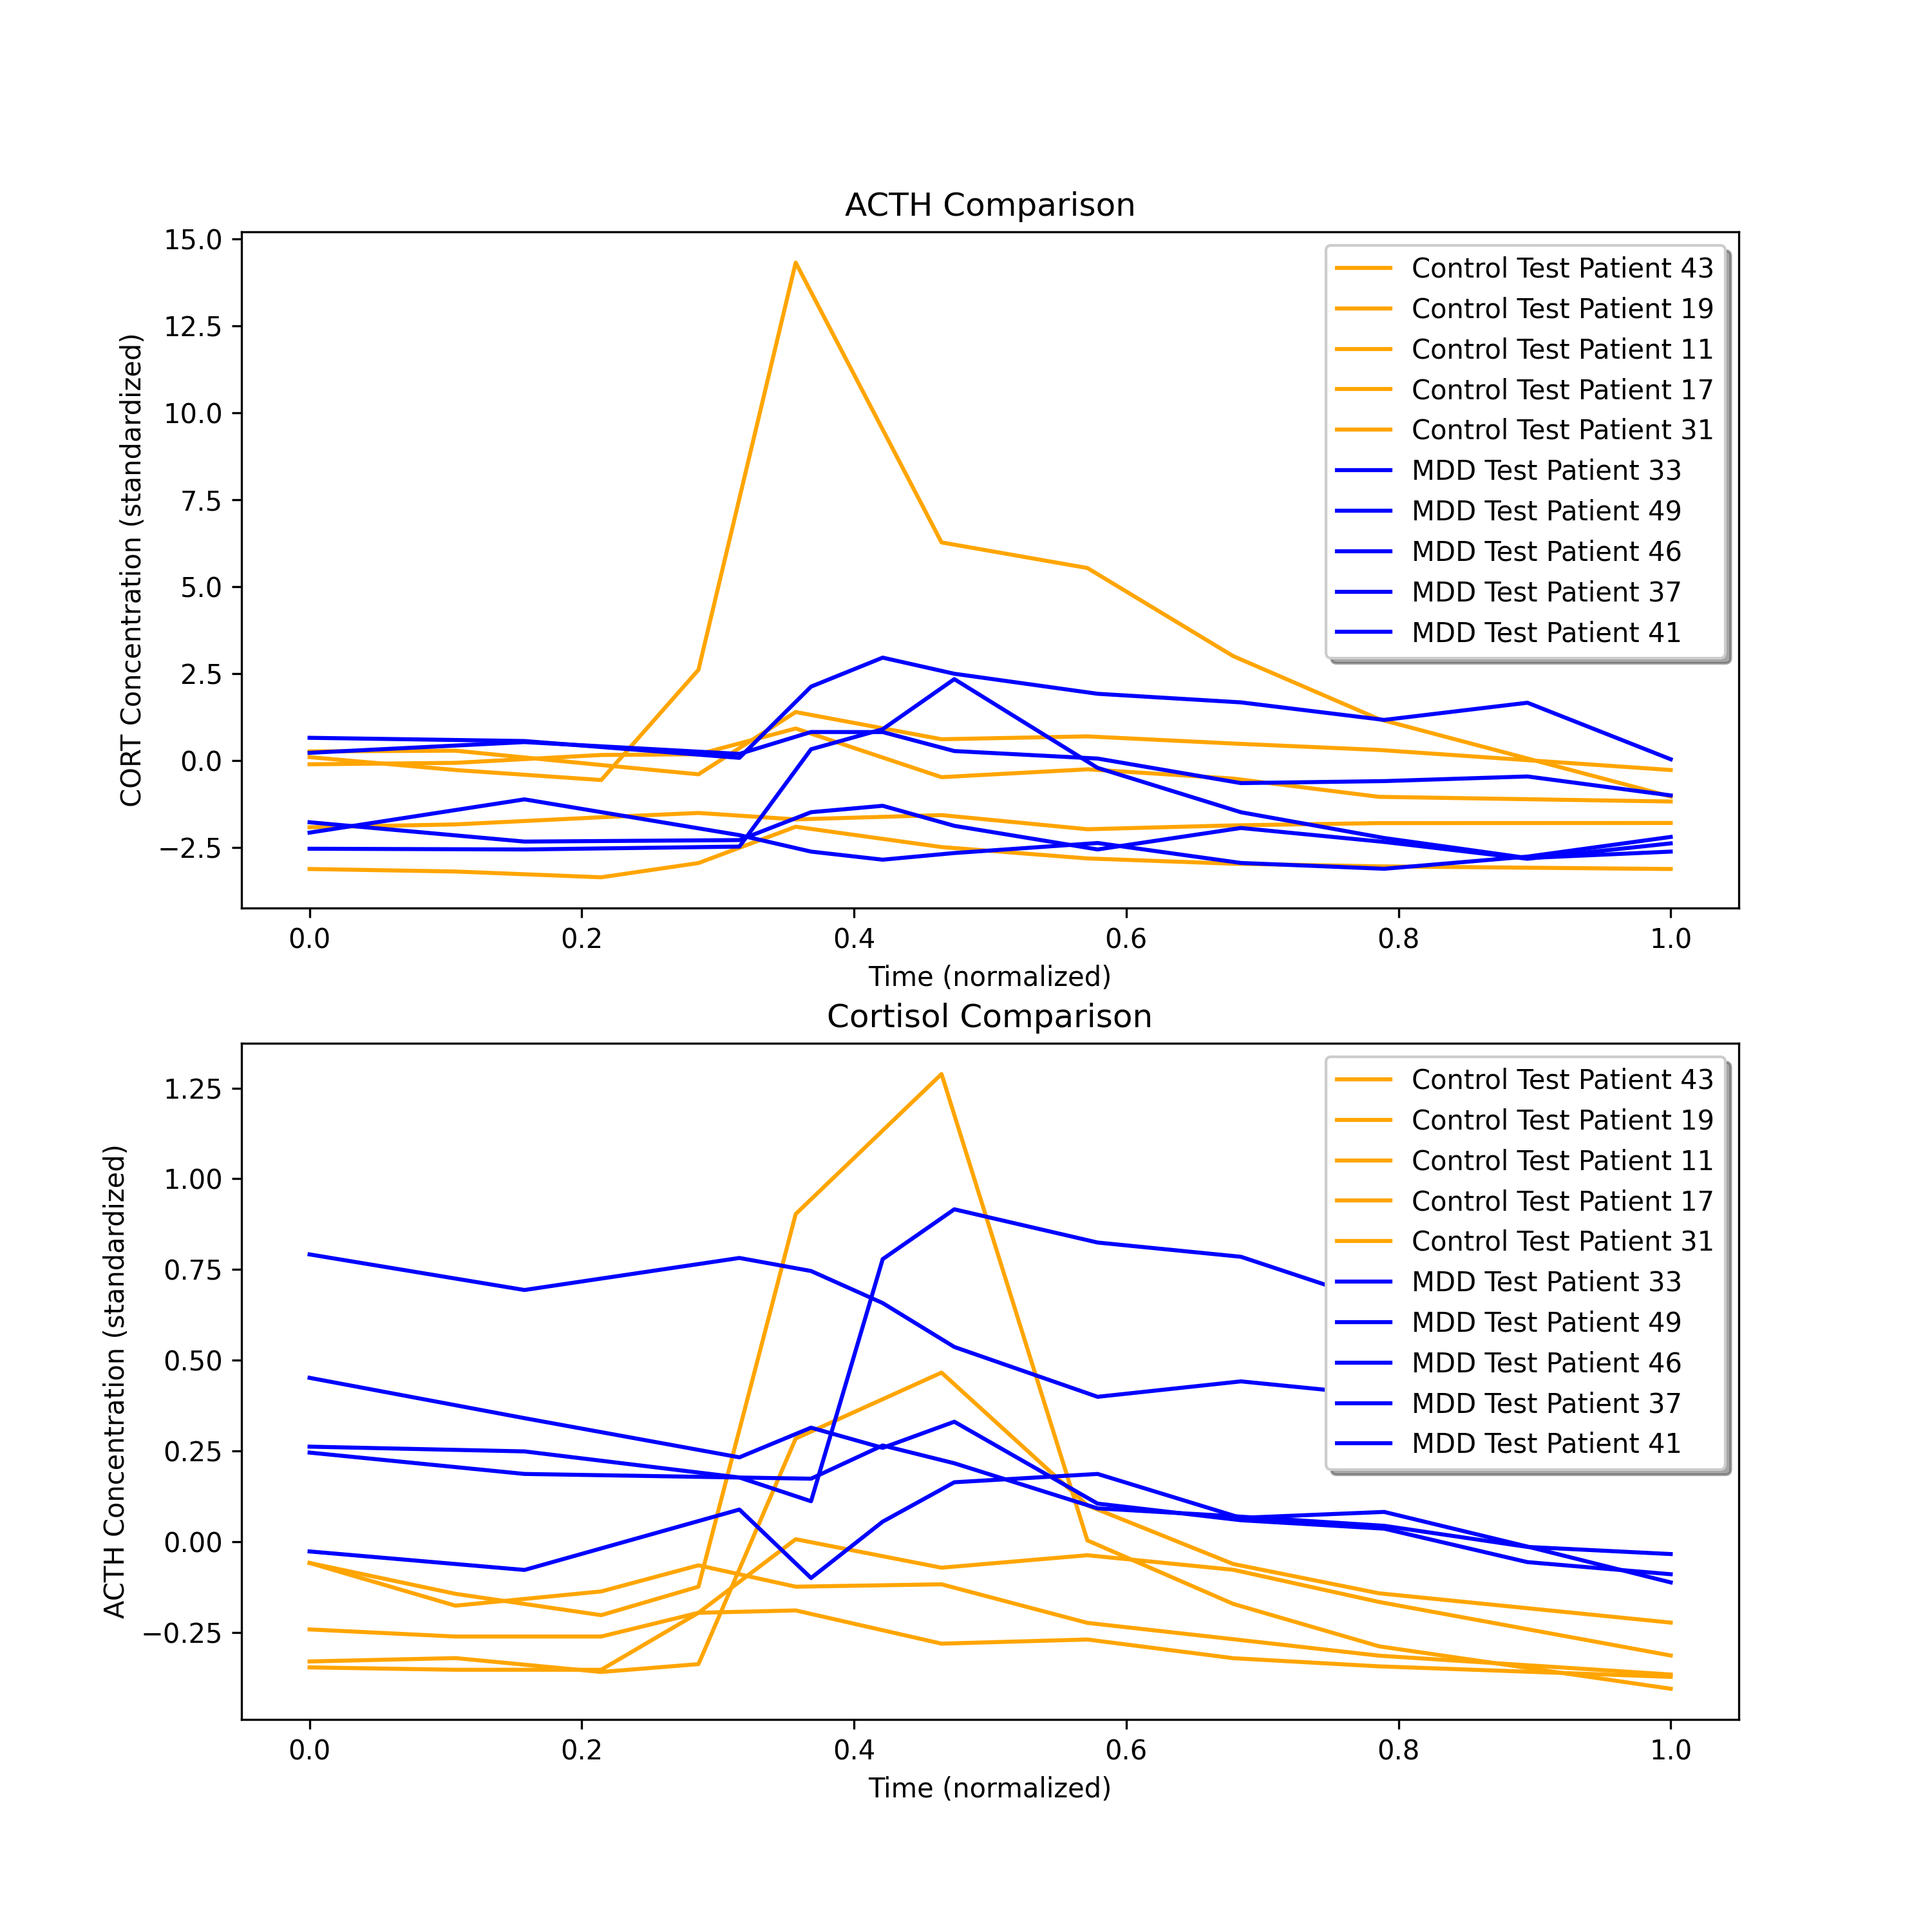 ACTH Comparison
CORT Concentration (standardized)
15.0
12.5
10.0
7.5
5.0
2.5
0.0
−2.5
Control Test Patient 43
Control Test Patient 19
Control Test Patient 11
Control Test Patient 17
Control Test Patient 31
MDD Test Patient 33
MDD Test Patient 49
MDD Test Patient 46
MDD Test Patient 37
MDD Test Patient 41
0.0 0.2 0.4 0.6 0.8 1.0
Time (normalized)
Cortisol Comparison
ACTH Concentration (standardized)
1.25
1.00
0.75
0.50
0.25
0.00
−0.25
Control Test Patient 43
Control Test Patient 19
Control Test Patient 11
Control Test Patient 17
Control Test Patient 31
MDD Test Patient 33
MDD Test Patient 49
MDD Test Patient 46
MDD Test Patient 37
MDD Test Patient 41
0.0 0.2 0.4 0.6 0.8 1.0
Time (normalized)